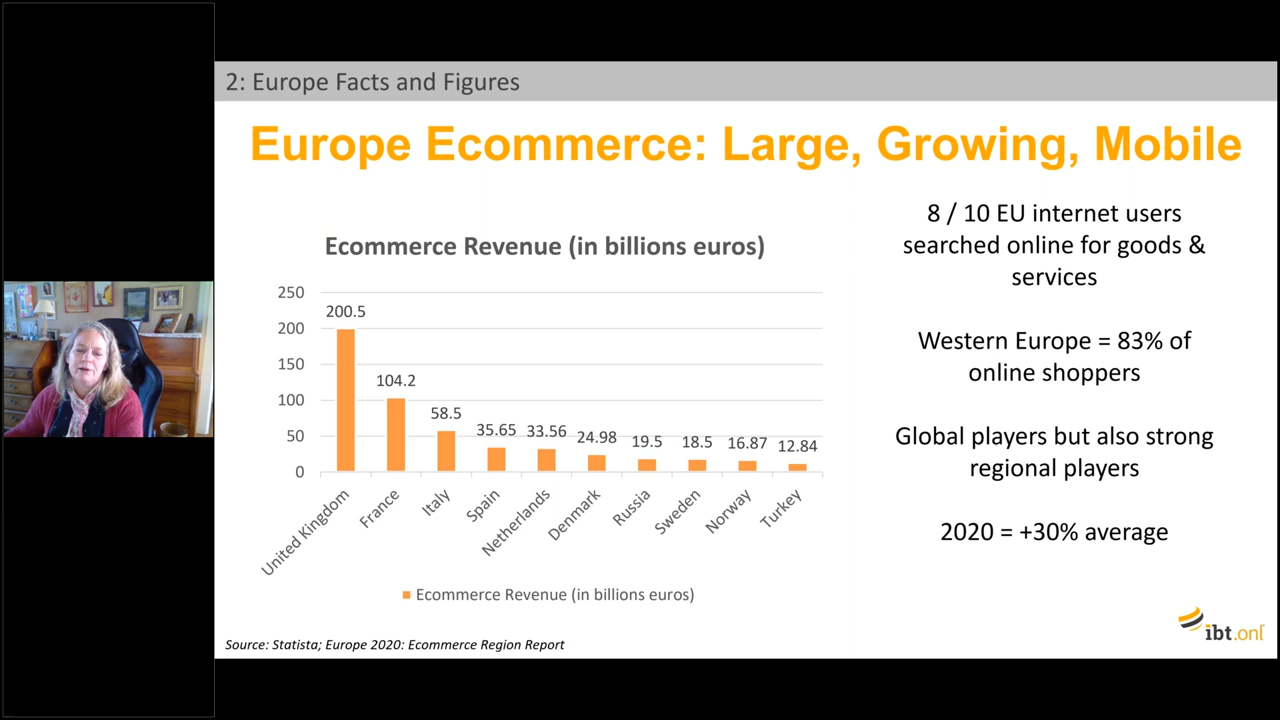 2: Europe Facts and Figures
Europe Ecommerce: Large, Growing, Mobile
Ecommerce Revenue (in billions euros)
250
200
150
100
50
0
200.5
104.2
58.5
35.65
33.56
24.98
19.5
18.5
16.87
12.84
United Kingdom
France
Italy
Spain
Netherlands
Denmark
Russia
Sweden
Norway
Turkey
Ecommerce Revenue (in billions euros)
8 / 10 EU internet users
searched online for goods &
services
Western Europe = 83% of
online shoppers
Global players but also strong
regional players
2020 = +30% average
Source: Statista; Europe 2020: Ecommerce Region Report
ibt.onl